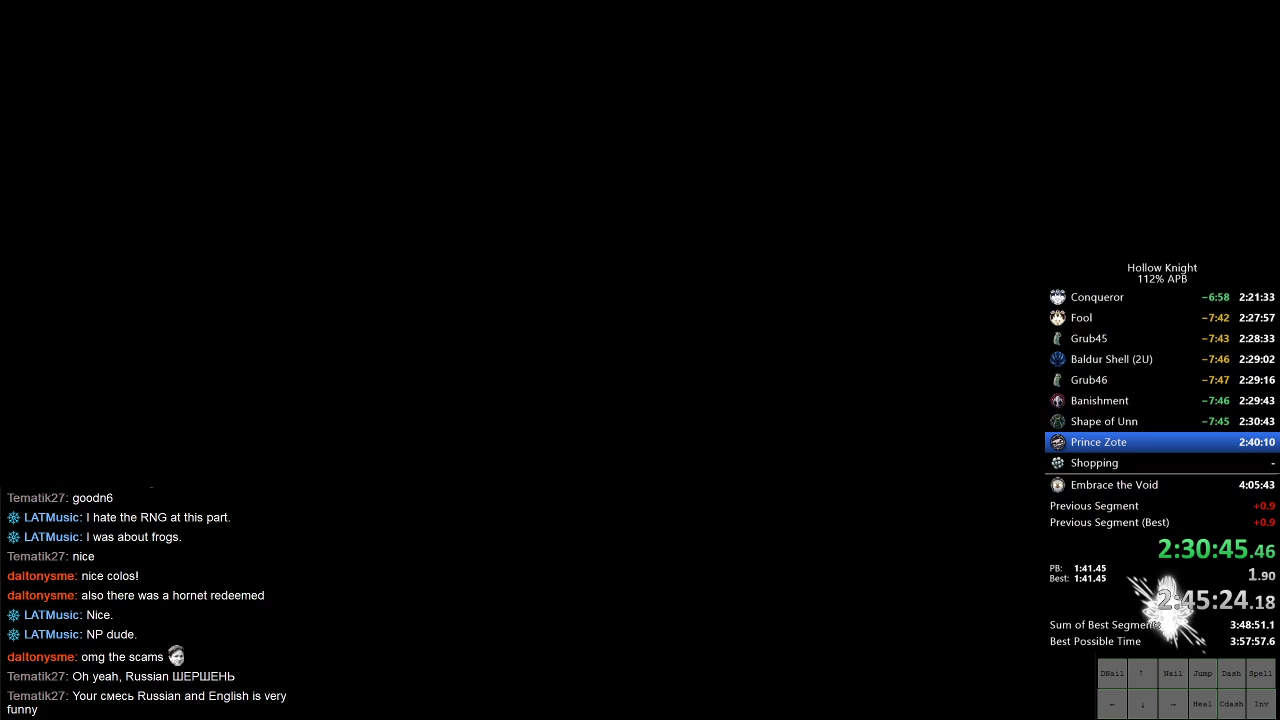 Hollow Knight
112% APB
Conqueror −6:58 2:21:33
Fool −7:42 2:27:57
Grub45 −7:43 2:28:33
Baldur Shell (2U) −7:46 2:29:02
Grub46 −7:47 2:29:16
Banishment −7:46 2:29:43
Shape of Unn −7:45 2:30:43
Prince Zote 2:40:10
Shopping -
Embrace the Void 4:05:43
Previous Segment +0.9
Previous Segment (Best) +0.9
2:30:45.46
PB: 1:41.45
Best: 1:41.45
1.90
2:45:24.18
Sum of Best Segments 3:48:51.1
Best Possible Time 3:57:57.6
DNail ↑ Nail Jump Dash Spell
← ↓ → Heal Cdash Inv
Tematik27: goodn6
LATMusic: I hate the RNG at this part.
LATMusic: I was about frogs.
Tematik27: nice
daltonysme: nice colos!
daltonysme: also there was a hornet redeemed
LATMusic: Nice.
LATMusic: NP dude.
daltonysme: omg the scams
Tematik27: Oh yeah, Russian ШЕРШЕНЬ
Tematik27: Your смесь Russian and English is very
funny